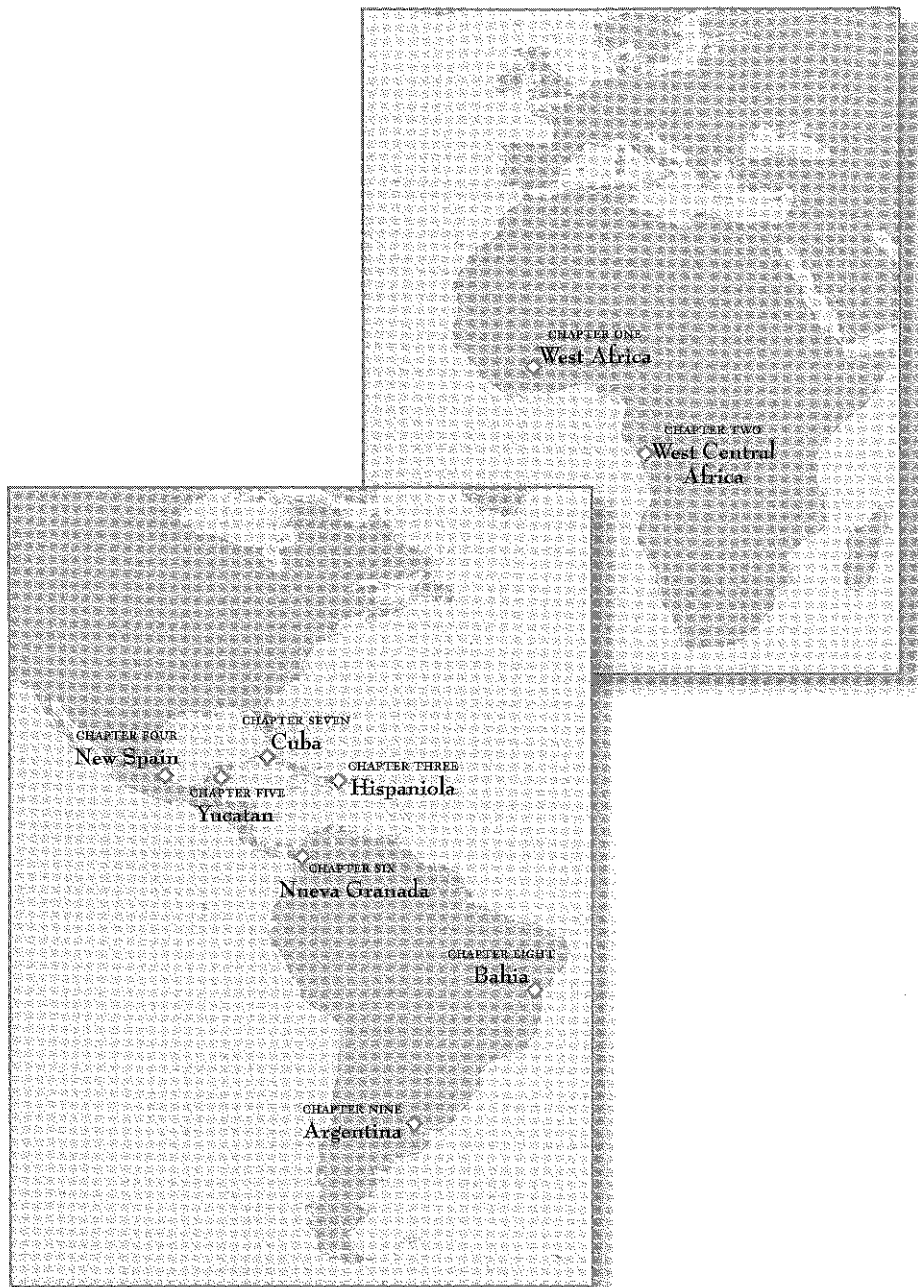 CHAPTER ONE
West Africa
CHAPTER TWO
West Central
Africa
CHAPTER FOUR
New Spain
CHAPTER SEVEN
Cuba
CHAPTER THREE
Hispaniola
CHAPTER FIVE
Yucatan
CHAPTER SIX
Nueva Granada
CHAPTER EIGHT
Bahia
CHAPTER NINE
Argentina